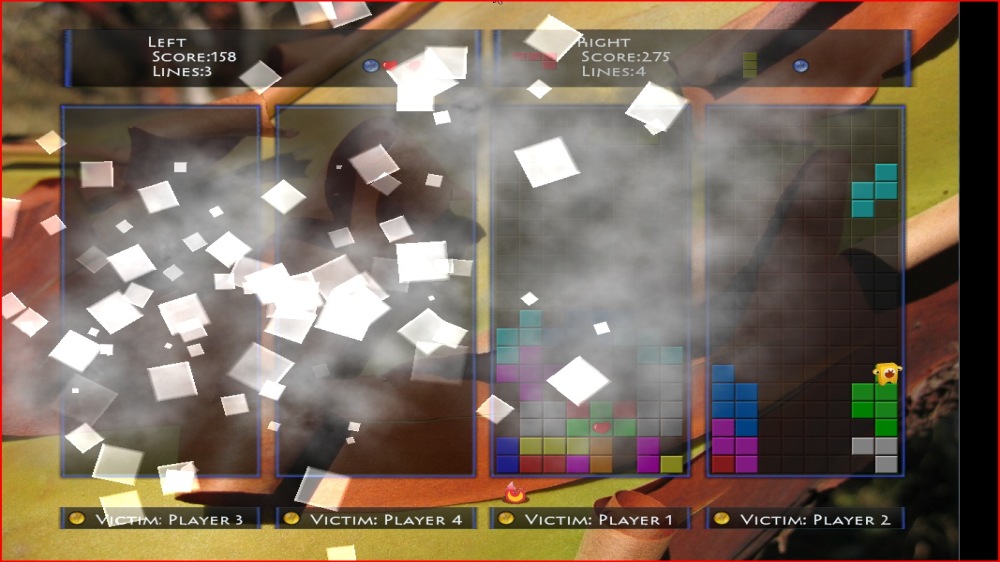 LEFT
SCORE:158
LINES:3
RIGHT
SCORE:275
LINES:4
VICTIM: PLAYER 3
VICTIM: PLAYER 4
VICTIM: PLAYER 1
VICTIM: PLAYER 2